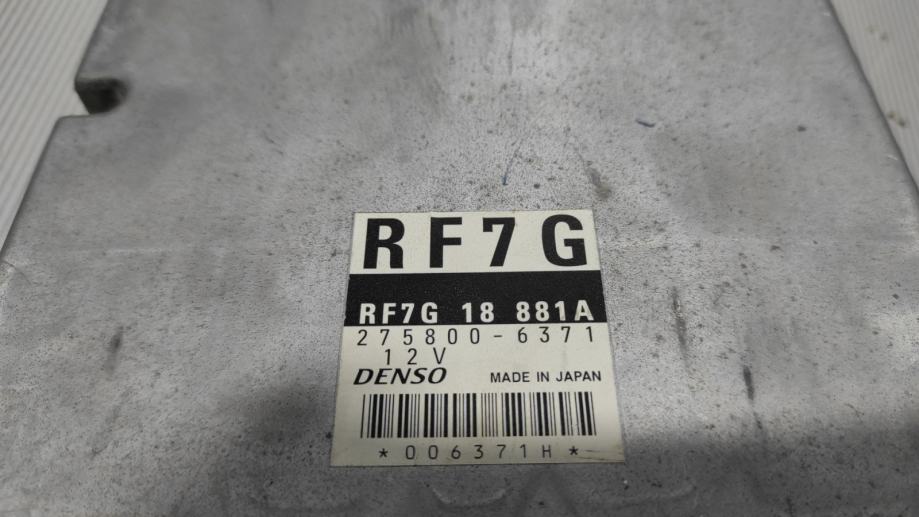 RF7G
RF7G 18 881A
275800-6371
12V
DENSO MADE IN JAPAN
*006371H*